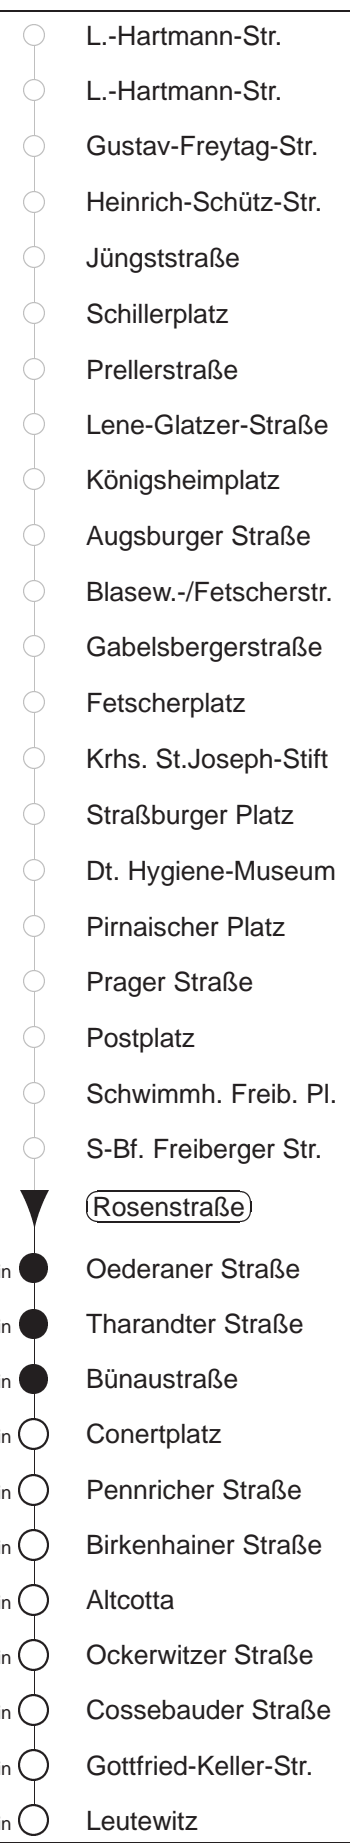 L.-Hartmann-Str.
L.-Hartmann-Str.
Gustav-Freytag-Str.
Heinrich-Schütz-Str.
Jüngststraße
Schillerplatz
Prellerstraße
Lene-Glatzer-Straße
Königsheimplatz
Augsburger Straße
Blasew.-/Fetscherstr.
Gabelsbergerstraße
Fetscherplatz
Krhs. St.Joseph-Stift
Straßburger Platz
Dt. Hygiene-Museum
Pirnaischer Platz
Prager Straße
Postplatz
Schwimmh. Freib. Pl.
S-Bf. Freiberger Str.
Rosenstraße
Oederaner Straße
Tharandter Straße
Bünaustraße
Conertplatz
Pennricher Straße
Birkenhainer Straße
Altcotta
Ockerwitzer Straße
Cossebauder Straße
Gottfried-Keller-Str.
Leutewitz